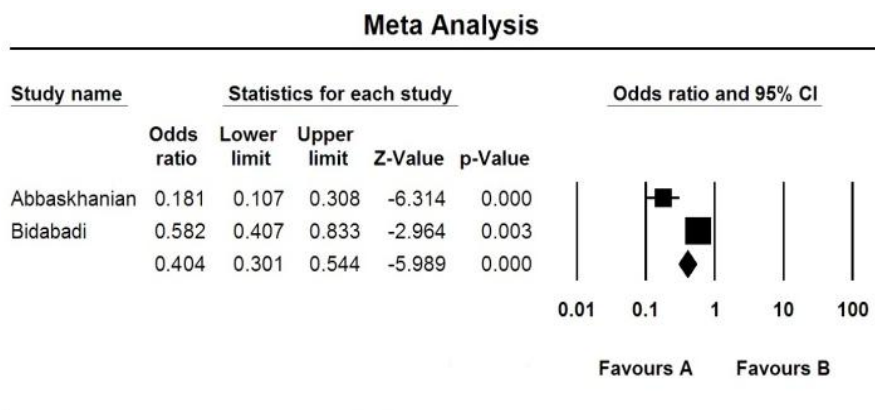 Meta Analysis
Study name Statistics for each study Odds ratio and 95% CI
Odds Lower Upper
ratio limit limit Z-Value p-Value
Abbaskhanian 0.181 0.107 0.308 -6.314 0.000
Bidabadi 0.582 0.407 0.833 -2.964 0.003
0.404 0.301 0.544 -5.989 0.000
0.01 0.1 1 10 100
Favours A Favours B